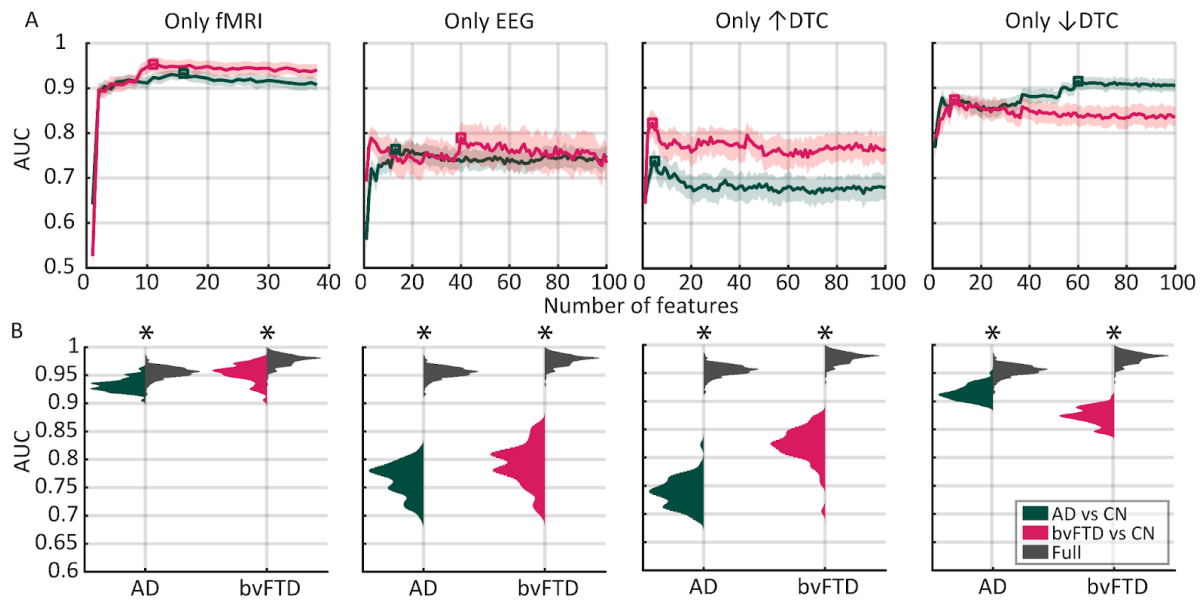 A Only fMRI Only EEG Only ↑DTC Only ↓DTC
AUC
1
0.9
0.8
0.7
0.6
0.5
0 10 20 30 40
0 20 40 60 80 100
0 20 40 60 80 100
0 20 40 60 80 100
Number of features
B * * * * * * * *
AUC
1
0.95
0.9
0.85
0.8
0.75
0.7
0.65
0.6
AD bvFTD AD bvFTD AD bvFTD AD bvFTD
AD vs CN
bvFTD vs CN
Full